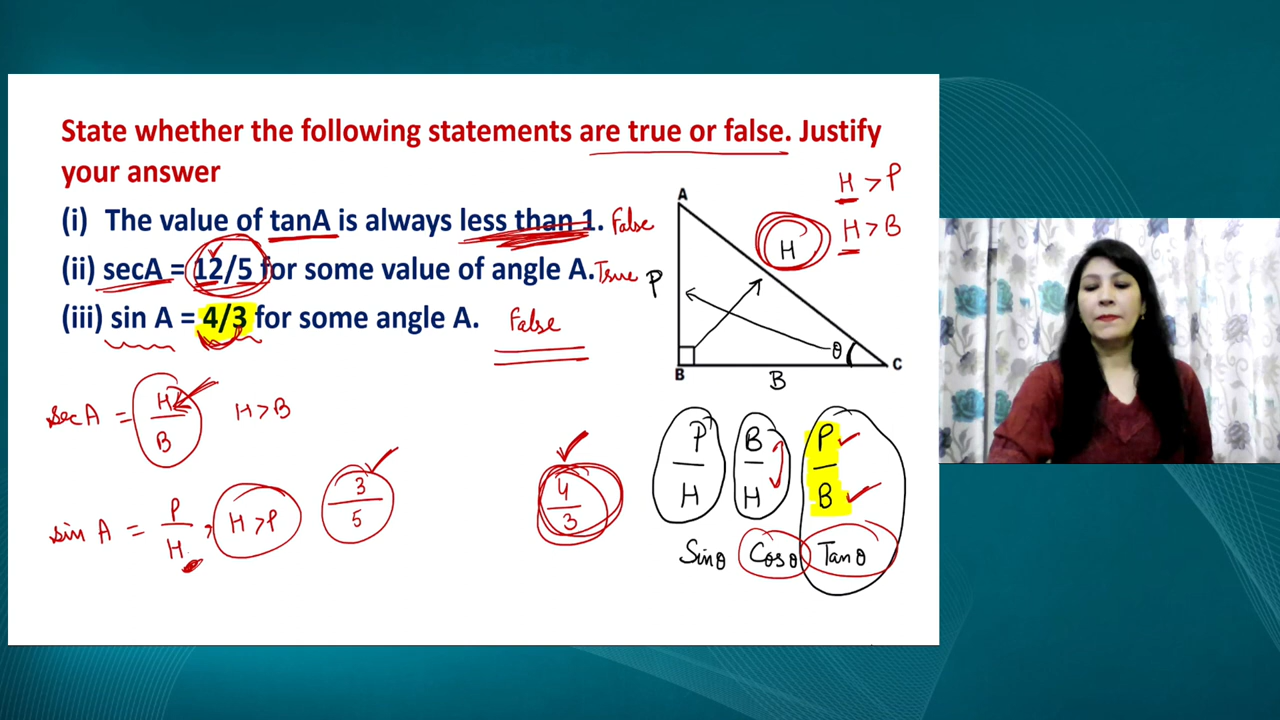 State whether the following statements are true or false. Justify
your answer
(i) The value of tanA is always less than 1. False
(ii) secA = 12/5 for some value of angle A. True
(iii) sin A = 4/3 for some angle A. False
H > P
H > B
A
H
P
θ
B
C
B
sec A = H/B H > B
sin A = P/H, H > P 3/5 4/3
P/H B/H P/B
Sinθ Cosθ Tanθ